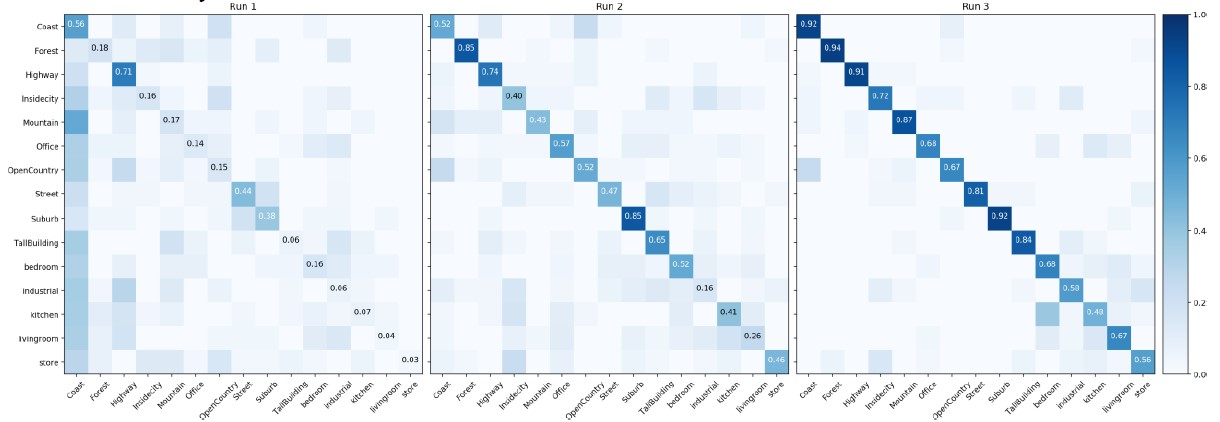 Run 1 Run 2 Run 3
Coast 0.56 0.52 0.92 1.0
Forest 0.18 0.85 0.94
Highway 0.71 0.74 0.91 0.8
Insidecity 0.16 0.40 0.72
Mountain 0.17 0.43 0.87
Office 0.14 0.57 0.68 0.6
OpenCountry 0.15 0.52 0.67
Street 0.44 0.47 0.81
Suburb 0.38 0.85 0.92 0.4
TallBuilding 0.06 0.65 0.84
bedroom 0.16 0.68
industrial 0.06 0.16 0.2
kitchen 0.07 0.41
livingroom 0.04 0.26 0.67
store 0.03 0.46 0.56 0.0
Coast Forest Highway Insidecity Mountain Office OpenCountry Street Suburb TallBuilding bedroom industrial kitchen livingroom store Coast Forest Highway Insidecity Mountain Office OpenCountry Street Suburb TallBuilding bedroom industrial kitchen livingroom store Coast Forest Highway Insidecity Mountain Office OpenCountry Street Suburb TallBuilding bedroom industrial kitchen livingroom store